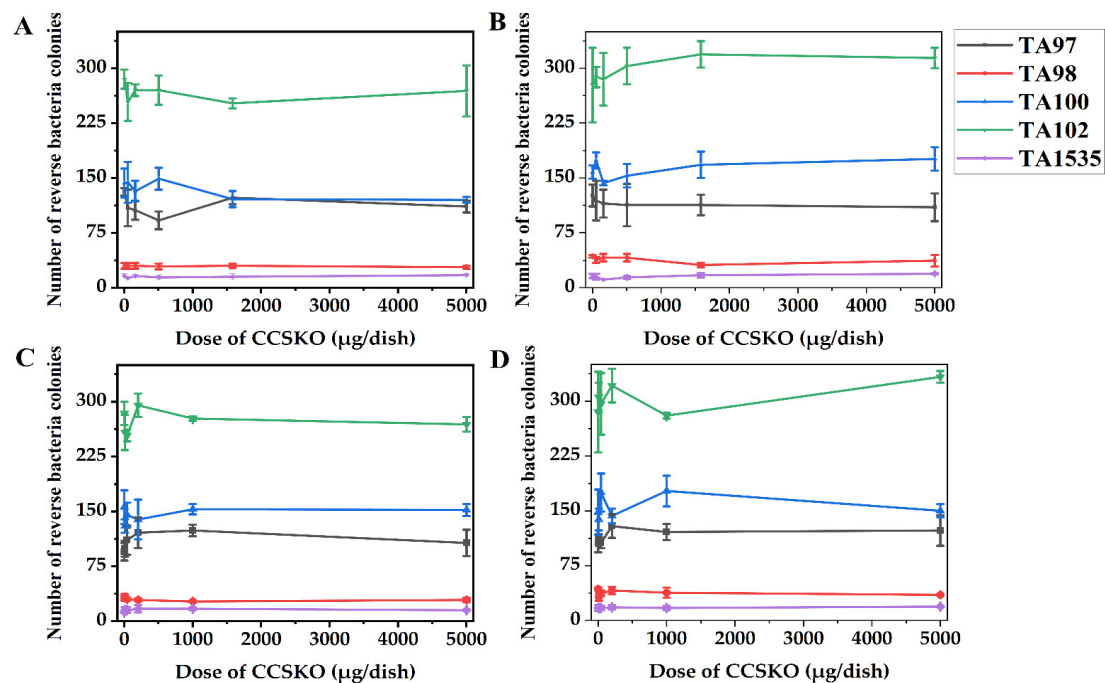 A
Number of reverse bacteria colonies
300
225
150
75
0
0 1000 2000 3000 4000 5000
Dose of CCSKO (μg/dish)
B
Number of reverse bacteria colonies
300
225
150
75
0
0 1000 2000 3000 4000 5000
Dose of CCSKO (μg/dish)
TA97
TA98
TA100
TA102
TA1535
C
Number of reverse bacteria colonies
300
225
150
75
0
0 1000 2000 3000 4000 5000
Dose of CCSKO (μg/dish)
D
Number of reverse bacteria colonies
300
225
150
75
0
0 1000 2000 3000 4000 5000
Dose of CCSKO (μg/dish)